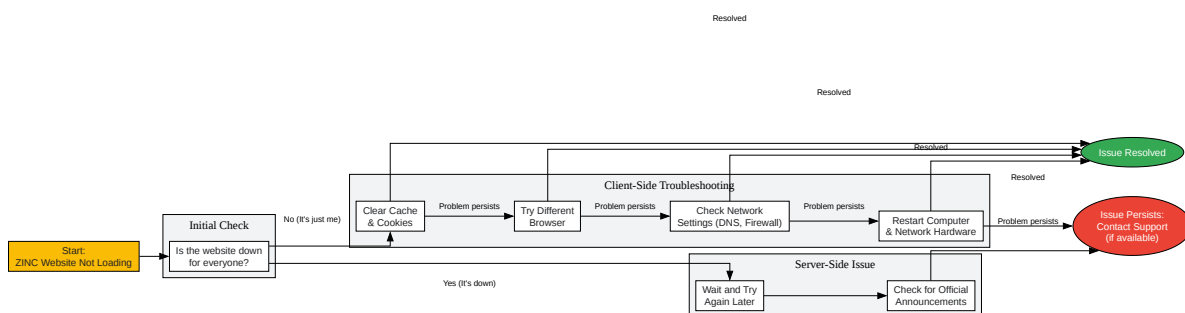 Resolved
Resolved
Resolved
Issue Resolved
Client-Side Troubleshooting
Resolved
Clear Cache
& Cookies
Problem persists
Try Different
Browser
Problem persists
Check Network
Settings (DNS, Firewall)
Problem persists
Restart Computer
& Network Hardware
Problem persists
Issue Persists:
Contact Support
(if available)
No (It's just me)
Initial Check
Start:
ZINC Website Not Loading
Is the website down
for everyone?
Yes (It's down)
Server-Side Issue
Wait and Try
Again Later
Check for Official
Announcements